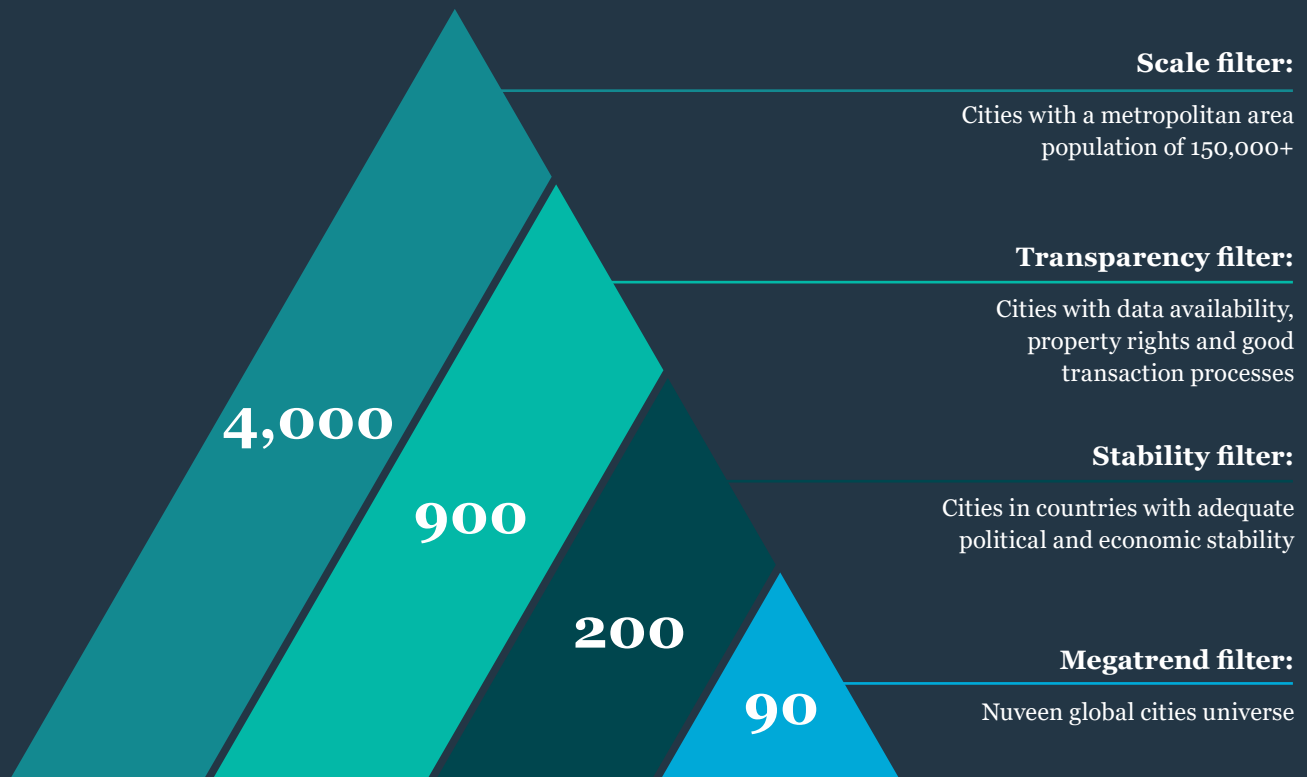 Scale filter:
Cities with a metropolitan area
population of 150,000+
Transparency filter:
Cities with data availability,
property rights and good
transaction processes
4,000
Stability filter:
900
Cities in countries with adequate
political and economic stability
200
Megatrend filter:
90
Nuveen global cities universe